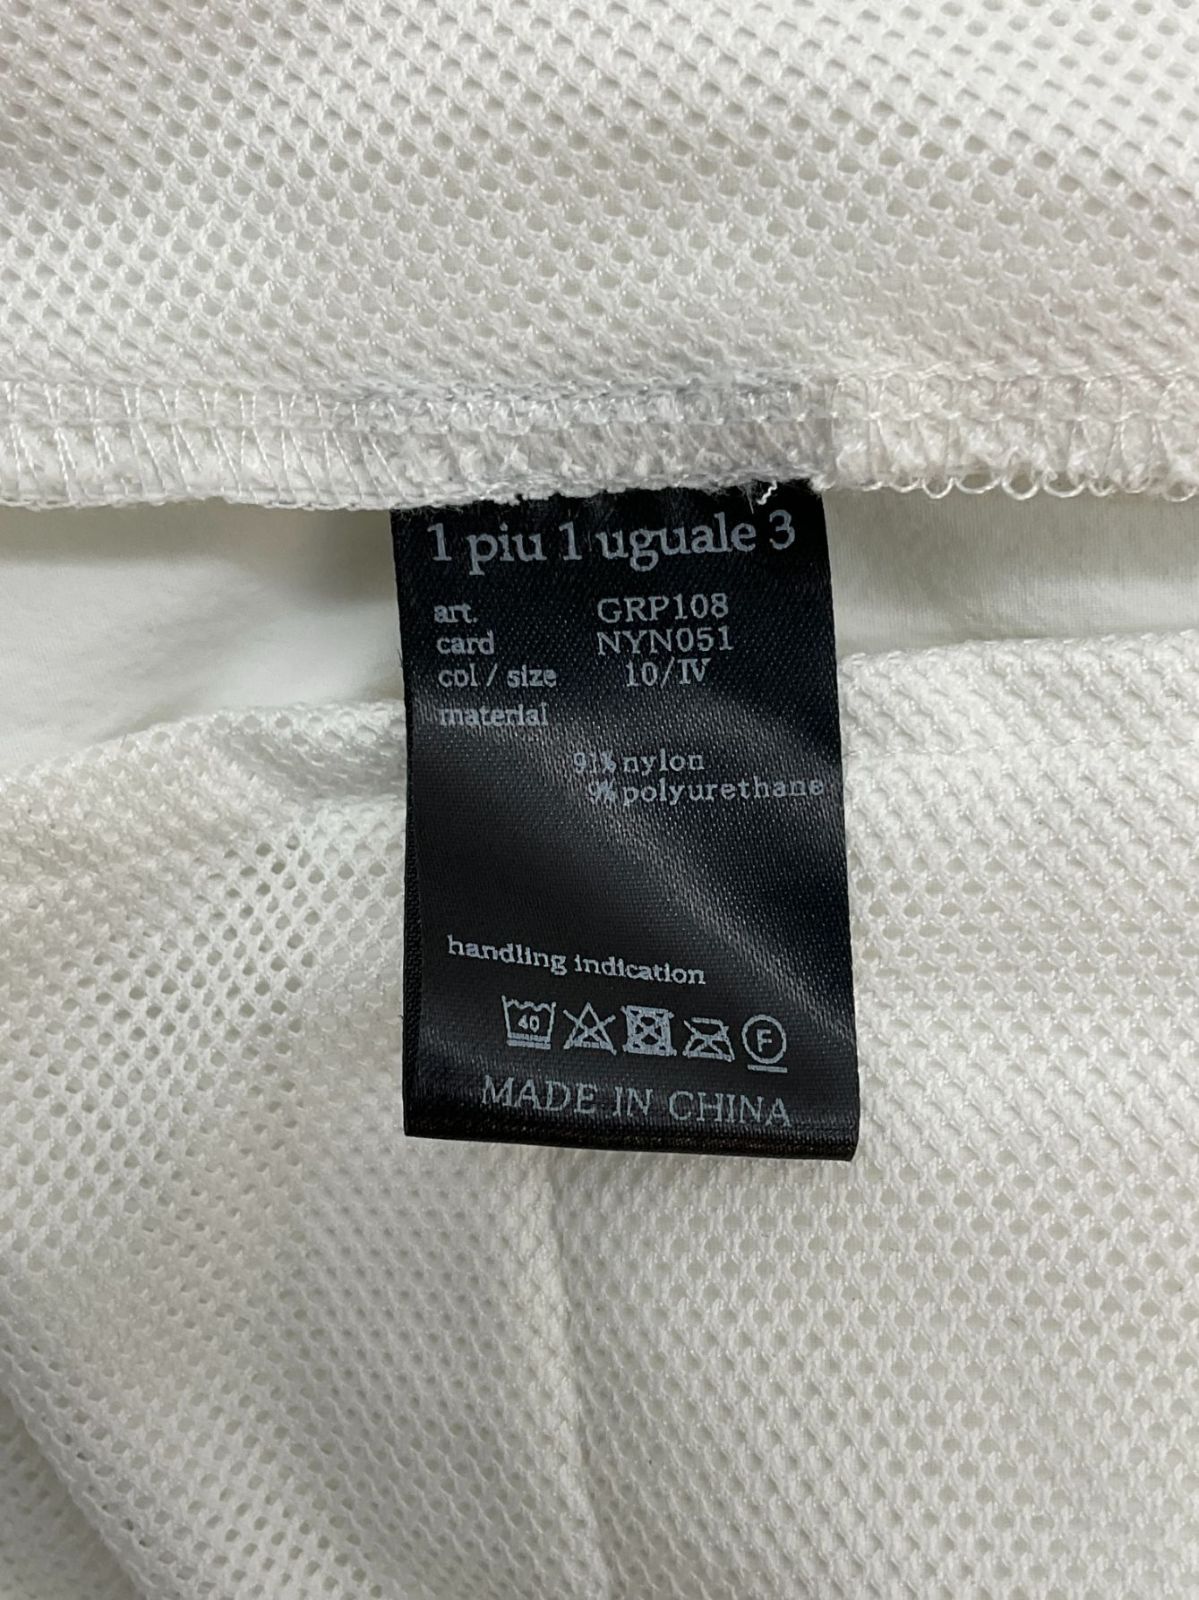 1 piu 1 uguale 3
art. GRP108
card NYN051
col / size 10/IV
material
91% nylon
9% polyurethane
handling indication
40 F
MADE IN CHINA